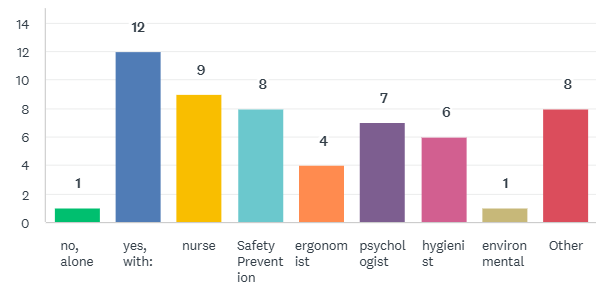 14
12
10
8
6
4
2
0
1
12
9
8
4
7
6
1
8
no,
alone
yes,
with:
nurse
Safety
Prevent
ion
ergonom
ist
psychol
ogist
hygieni
st
environ
mental
Other